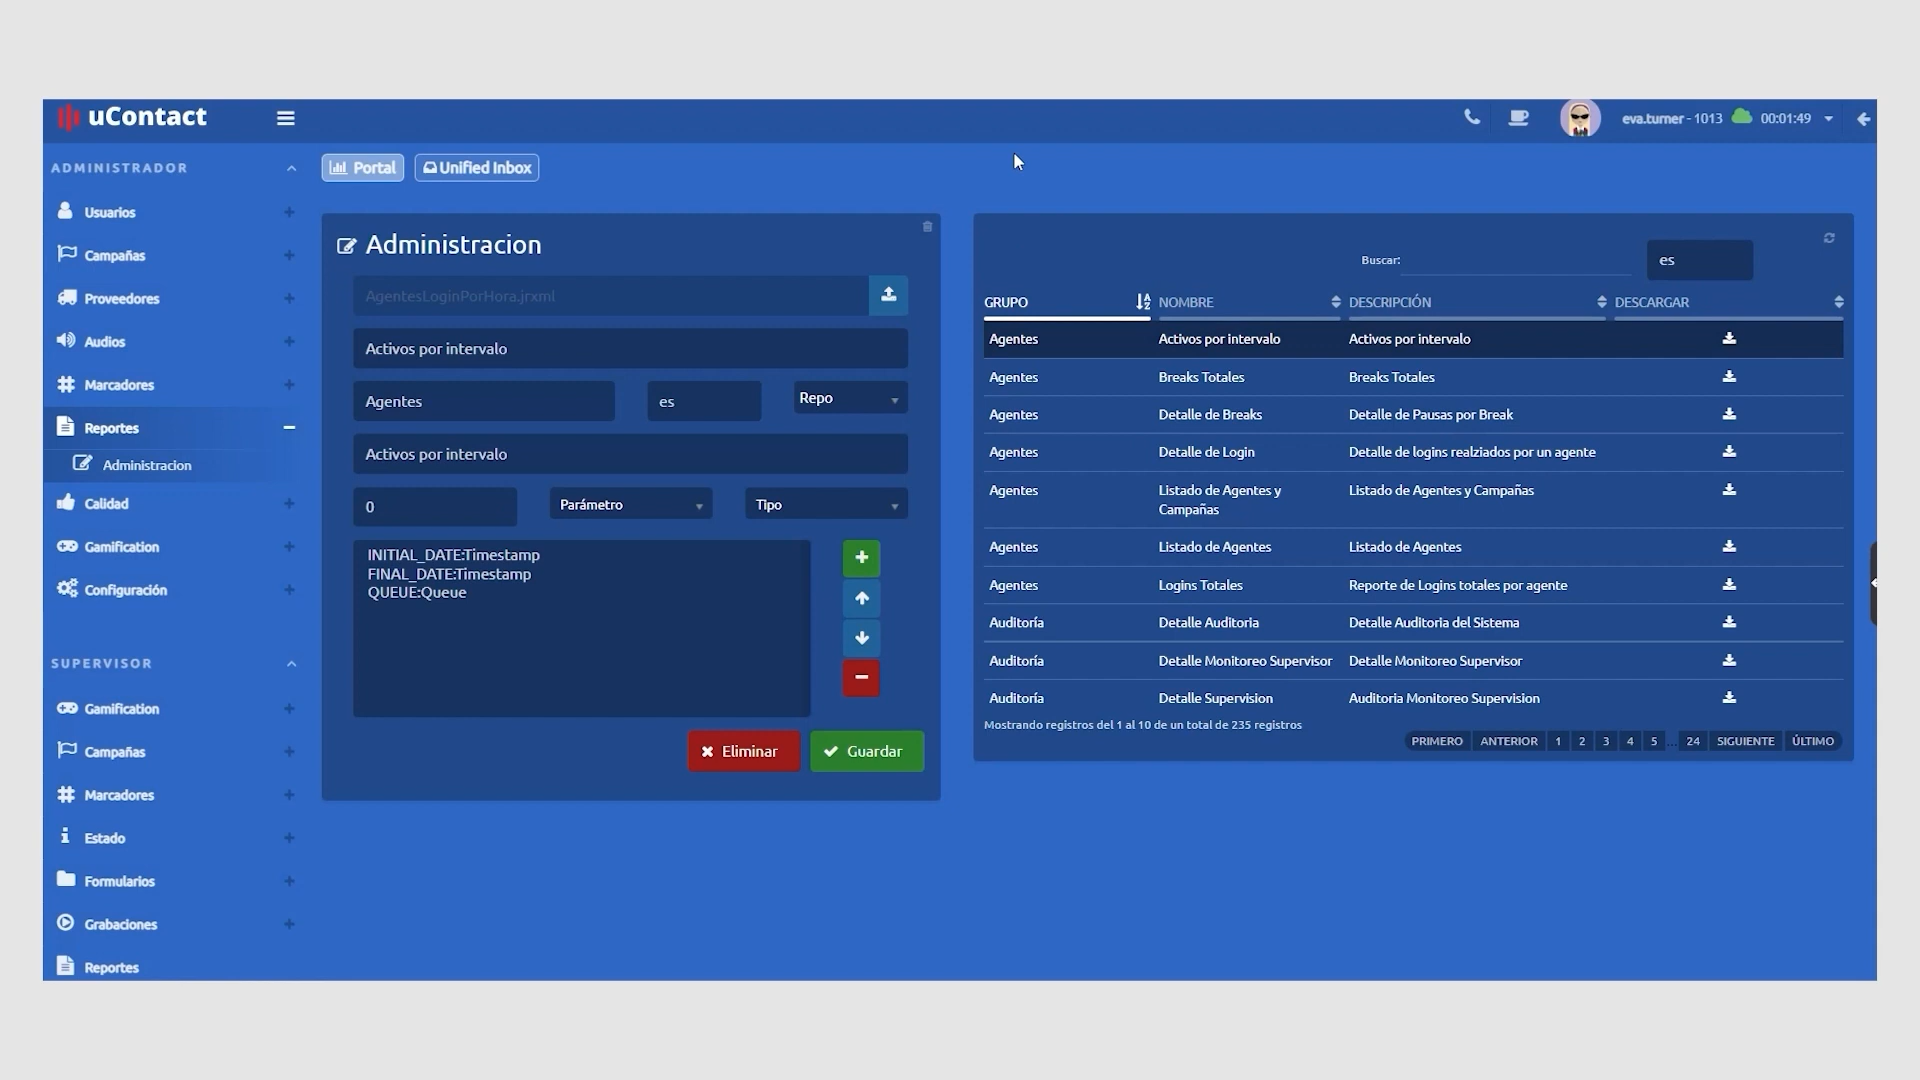 uContact
eva.turner - 1013 00:01:49
ADMINISTRADOR
Usuarios
Campañas
Proveedores
Audios
Marcadores
Reportes
Administracion
Calidad
Gamification
Configuración
SUPERVISOR
Gamification
Campañas
Marcadores
Estado
Formularios
Grabaciones
Reportes
Portal
Unified Inbox
Administracion
AgentesLoginPorHora.jrxml
Activos por intervalo
Agentes es Repo
Activos por intervalo
0 Parámetro Tipo
INITIAL_DATE:Timestamp
FINAL_DATE:Timestamp
QUEUE:Queue
Eliminar Guardar
Buscar: es
GRUPO NOMBRE DESCRIPCIÓN DESCARGAR
Agentes Activos por intervalo Activos por intervalo
Agentes Breaks Totales Breaks Totales
Agentes Detalle de Breaks Detalle de Pausas por Break
Agentes Detalle de Login Detalle de logins realziados por un agente
Agentes Listado de Agentes y Listado de Agentes y Campañas
Campañas
Agentes Listado de Agentes Listado de Agentes
Agentes Logins Totales Reporte de Logins totales por agente
Auditoría Detalle Auditoria Detalle Auditoria del Sistema
Auditoría Detalle Monitoreo Supervisor Detalle Monitoreo Supervisor
Auditoría Detalle Supervision Auditoria Monitoreo Supervision
Mostrando registros del 1 al 10 de un total de 235 registros
PRIMERO ANTERIOR 1 2 3 4 5 ... 24 SIGUIENTE ÚLTIMO